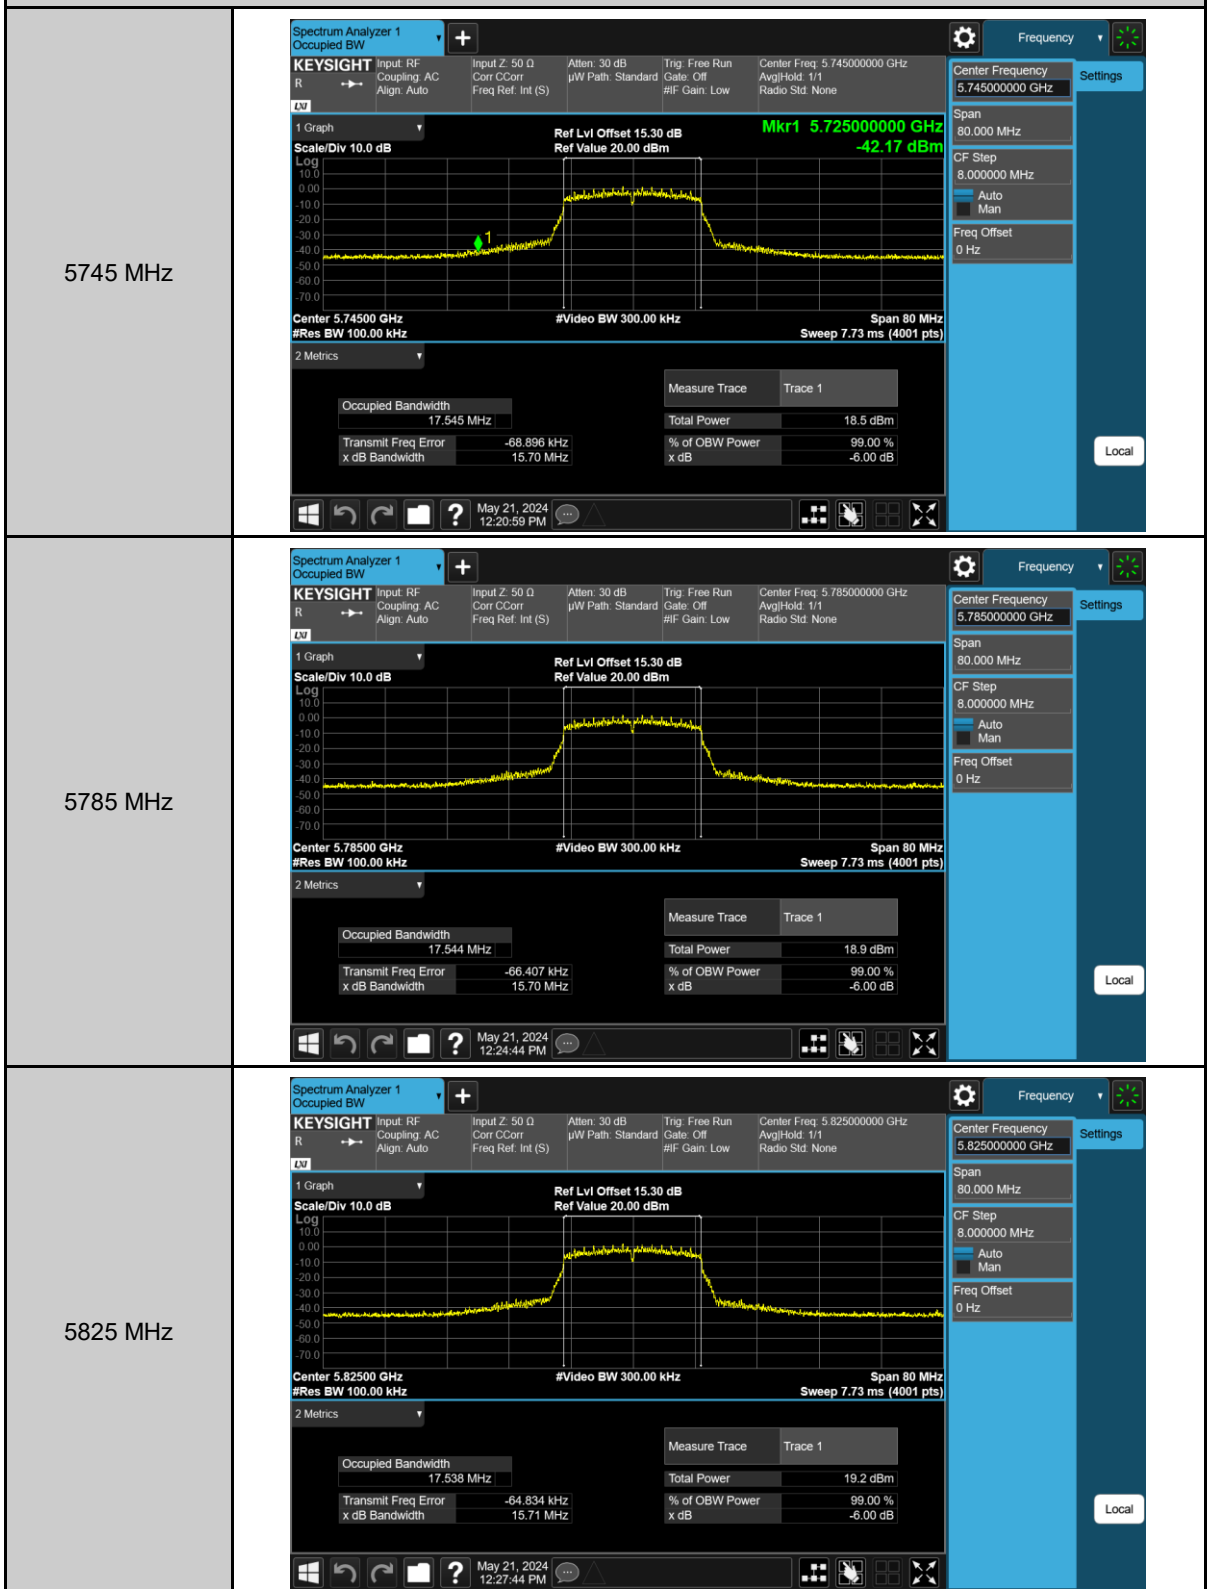 5745 MHz
Spectrum Analyzer 1
Occupied BW
Frequency
KEYSIGHT
R
LXI
Input: RF
Coupling: AC
Align: Auto
Input Z: 50 Ω
Corr CCorr
Freq Ref: Int (S)
Atten: 30 dB
µW Path: Standard
Trig: Free Run
Gate: Off
#IF Gain: Low
Center Freq: 5.745000000 GHz
Avg|Hold: 1/1
Radio Std: None
Center Frequency
5.745000000 GHz
Settings
Span
80.000 MHz
CF Step
8.000000 MHz
Auto
Man
Freq Offset
0 Hz
Local
1 Graph
Scale/Div 10.0 dB
Ref Lvl Offset 15.30 dB
Ref Value 20.00 dBm
Mkr1 5.725000000 GHz
-42.17 dBm
Log
10.0
0.00
-10.0
-20.0
-30.0
-40.0
-50.0
-60.0
-70.0
1
Center 5.74500 GHz
#Res BW 100.00 kHz
#Video BW 300.00 kHz
Span 80 MHz
Sweep 7.73 ms (4001 pts)
2 Metrics
Measure Trace Trace 1
Occupied Bandwidth
17.545 MHz
Total Power 18.5 dBm
Transmit Freq Error -68.896 kHz
x dB Bandwidth 15.70 MHz
% of OBW Power 99.00 %
x dB -6.00 dB
?
May 21, 2024
12:20:59 PM
5785 MHz
Spectrum Analyzer 1
Occupied BW
Frequency
KEYSIGHT
R
LXI
Input: RF
Coupling: AC
Align: Auto
Input Z: 50 Ω
Corr CCorr
Freq Ref: Int (S)
Atten: 30 dB
µW Path: Standard
Trig: Free Run
Gate: Off
#IF Gain: Low
Center Freq: 5.785000000 GHz
Avg|Hold: 1/1
Radio Std: None
Center Frequency
5.785000000 GHz
Settings
Span
80.000 MHz
CF Step
8.000000 MHz
Auto
Man
Freq Offset
0 Hz
Local
1 Graph
Scale/Div 10.0 dB
Ref Lvl Offset 15.30 dB
Ref Value 20.00 dBm
Log
10.0
0.00
-10.0
-20.0
-30.0
-40.0
-50.0
-60.0
-70.0
Center 5.78500 GHz
#Res BW 100.00 kHz
#Video BW 300.00 kHz
Span 80 MHz
Sweep 7.73 ms (4001 pts)
2 Metrics
Measure Trace Trace 1
Occupied Bandwidth
17.544 MHz
Total Power 18.9 dBm
Transmit Freq Error -66.407 kHz
x dB Bandwidth 15.70 MHz
% of OBW Power 99.00 %
x dB -6.00 dB
?
May 21, 2024
12:24:44 PM
5825 MHz
Spectrum Analyzer 1
Occupied BW
Frequency
KEYSIGHT
R
LXI
Input: RF
Coupling: AC
Align: Auto
Input Z: 50 Ω
Corr CCorr
Freq Ref: Int (S)
Atten: 30 dB
µW Path: Standard
Trig: Free Run
Gate: Off
#IF Gain: Low
Center Freq: 5.825000000 GHz
Avg|Hold: 1/1
Radio Std: None
Center Frequency
5.825000000 GHz
Settings
Span
80.000 MHz
CF Step
8.000000 MHz
Auto
Man
Freq Offset
0 Hz
Local
1 Graph
Scale/Div 10.0 dB
Ref Lvl Offset 15.30 dB
Ref Value 20.00 dBm
Log
10.0
0.00
-10.0
-20.0
-30.0
-40.0
-50.0
-60.0
-70.0
Center 5.82500 GHz
#Res BW 100.00 kHz
#Video BW 300.00 kHz
Span 80 MHz
Sweep 7.73 ms (4001 pts)
2 Metrics
Measure Trace Trace 1
Occupied Bandwidth
17.538 MHz
Total Power 19.2 dBm
Transmit Freq Error -64.834 kHz
x dB Bandwidth 15.71 MHz
% of OBW Power 99.00 %
x dB -6.00 dB
?
May 21, 2024
12:27:44 PM